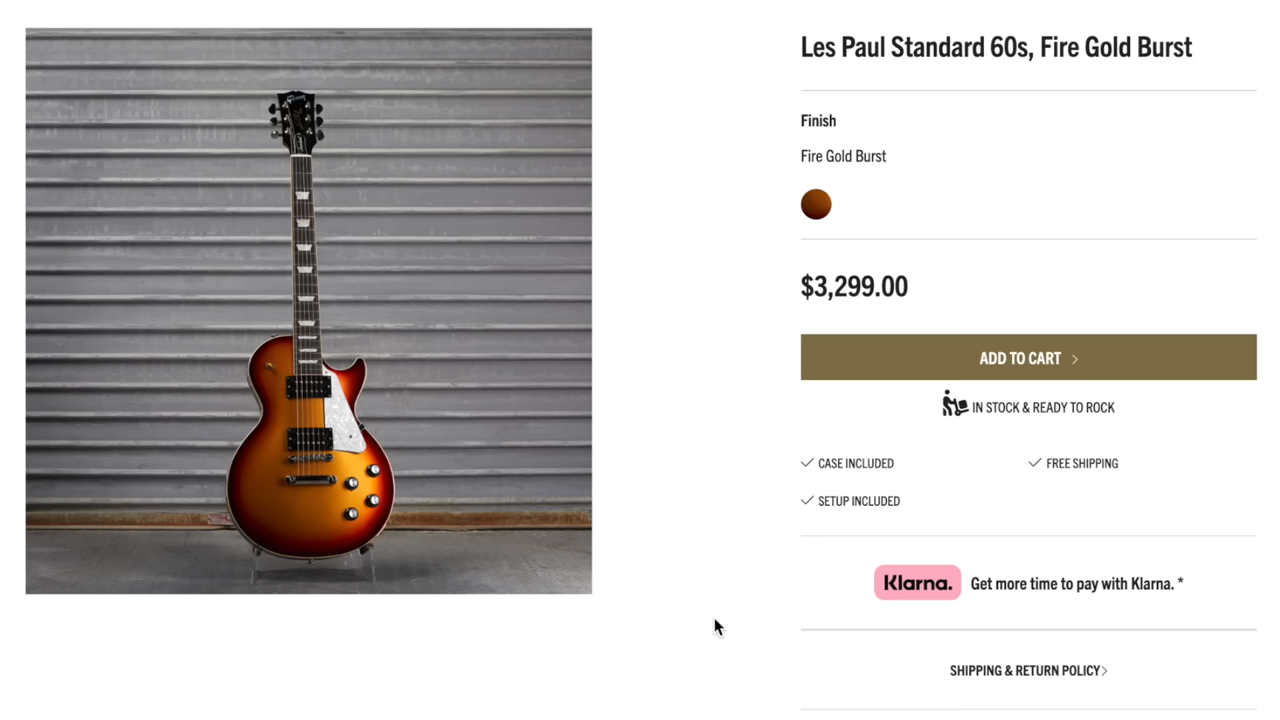 Les Paul Standard 60s, Fire Gold Burst
Finish
Fire Gold Burst
$3,299.00
ADD TO CART
IN STOCK & READY TO ROCK
CASE INCLUDED
FREE SHIPPING
SETUP INCLUDED
Klarna. Get more time to pay with Klarna. *
SHIPPING & RETURN POLICY